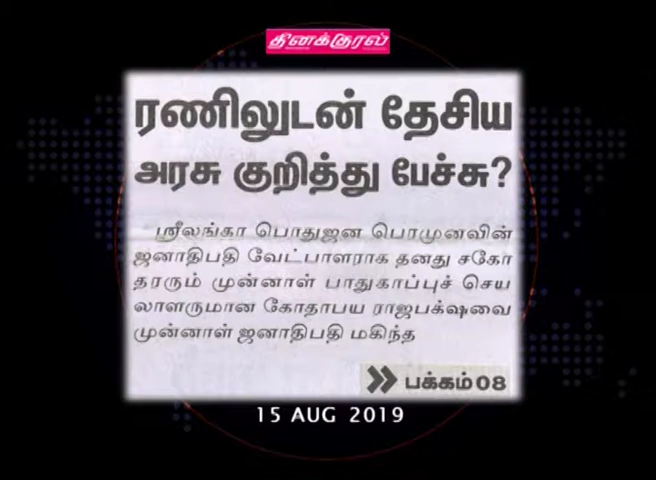 தினக்குரல்
ரணிலுடன் தேசிய
அரசு குறித்து பேச்சு?
ஸ்ரீலங்கா பொதுஜன பொமுனவின்
ஜனாதிபதி வேட்பாளராக தனது சகோ
தரரும் முன்னாள் பாதுகாப்புச் செய
லாளருமான கோதாபய ராஜபக்‌ஷவை
முன்னாள் ஜனாதிபதி மகிந்த
பக்கம் 08
15 AUG 2019